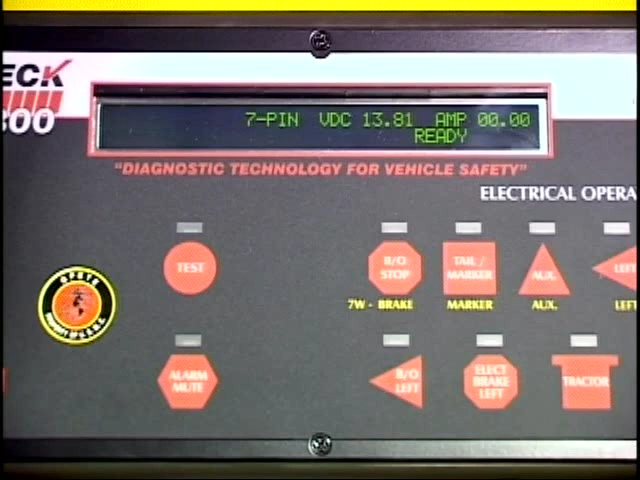 ECK
300
7-PIN VDC 13.81 AMP 00.00
READY
"DIAGNOSTIC TECHNOLOGY FOR VEHICLE SAFETY"
ELECTRICAL OPERA
TEST
R/O STOP
TAIL / MARKER
AUX.
LEFT
7W - BRAKE
MARKER
AUX.
LEFT
ALARM MUTE
R/O LEFT
ELECT BRAKE LEFT
TRACTOR